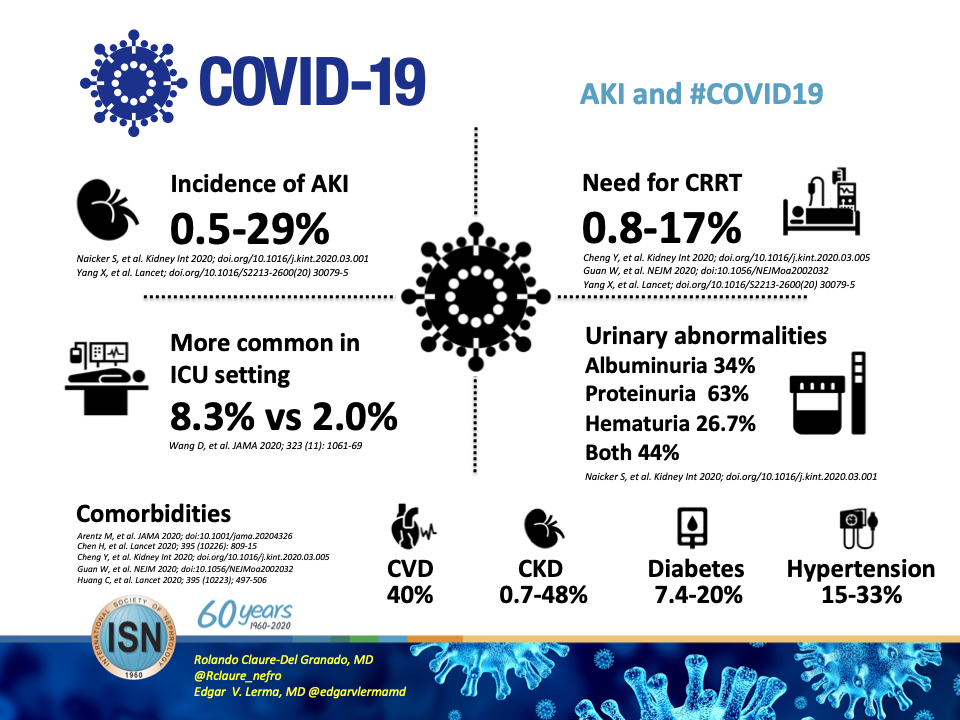 COVID-19
AKI and #COVID19
Incidence of AKI
0.5-29%
Naicker S, et al. Kidney Int 2020; doi.org/10.1016/j.kint.2020.03.001
Yang X, et al. Lancet; doi.org/10.1016/S2213-2600(20) 30079-5
Need for CRRT
0.8-17%
Cheng Y, et al. Kidney Int 2020; doi.org/10.1016/j.kint.2020.03.005
Guan W, et al. NEJM 2020; doi:10.1056/NEJMoa2002032
Yang X, et al. Lancet; doi.org/10.1016/S2213-2600(20) 30079-5
More common in
ICU setting
8.3% vs 2.0%
Wang D, et al. JAMA 2020; 323 (11): 1061-69
Urinary abnormalities
Albuminuria 34%
Proteinuria 63%
Hematuria 26.7%
Both 44%
Naicker S, et al. Kidney Int 2020; doi.org/10.1016/j.kint.2020.03.001
Comorbidities
Arentz M, et al. JAMA 2020; doi:10.1001/jama.20204326
Chen H, et al. Lancet 2020; 395 (10226): 809-15
Cheng Y, et al. Kidney Int 2020; doi.org/10.1016/j.kint.2020.03.005
Guan W, et al. NEJM 2020; doi:10.1056/NEJMoa2002032
Huang C, et al. Lancet 2020; 395 (10223); 497-506
CVD
40%
CKD
0.7-48%
Diabetes
7.4-20%
Hypertension
15-33%
INTERNATIONAL SOCIETY OF NEPHROLOGY
ISN
1960
60 years
1960-2020
Rolando Claure-Del Granado, MD
@Rclaure_nefro
Edgar V. Lerma, MD @edgarvlermamd